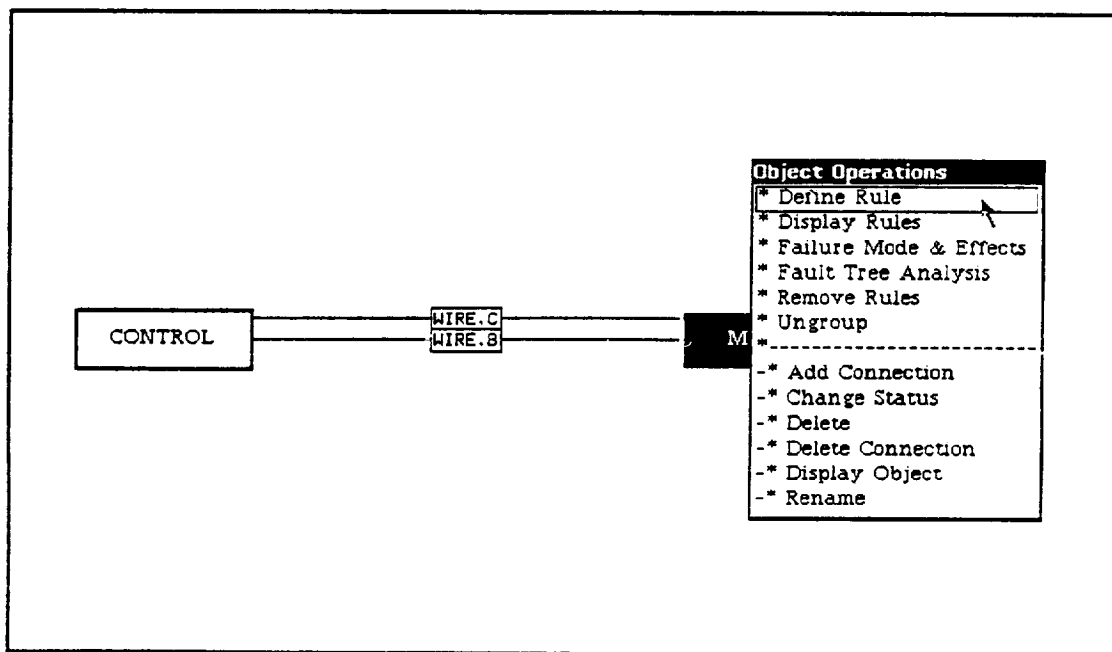 Object Operations
* Define Rule
* Display Rules
* Failure Mode & Effects
* Fault Tree Analysis
* Remove Rules
* Ungroup
*------------------------------
-* Add Connection
-* Change Status
-* Delete
-* Delete Connection
-* Display Object
-* Rename
CONTROL
WIRE.C
WIRE.B
M